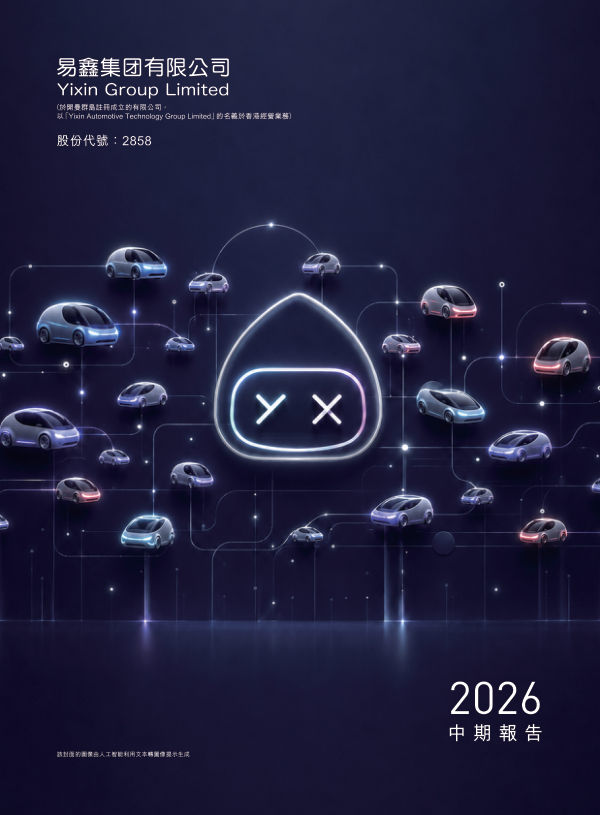 易鑫集团有限公司
Yixin Group Limited
(於開曼群島註冊成立的有限公司，
以「Yixin Automotive Technology Group Limited」的名義於香港經營業務)
股份代號：2858
Y X
2026
中期報告
該封面的圖像由人工智能利用文本轉圖像提示生成